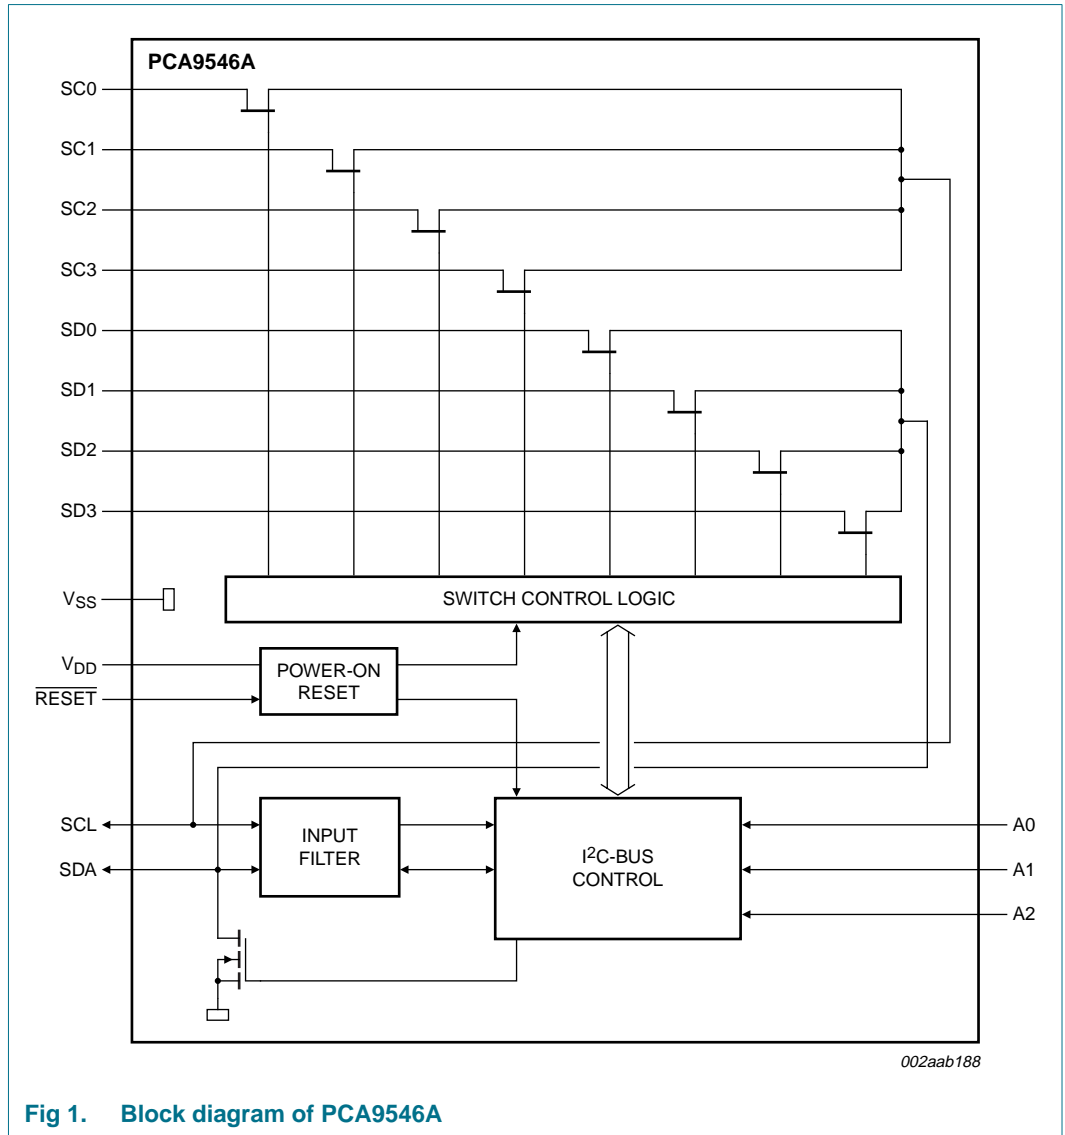 PCA9546A
SC0
SC1
SC2
SC3
SD0
SD1
SD2
SD3
VSS
SWITCH CONTROL LOGIC
VDD
RESET
POWER-ON
RESET
SCL
SDA
INPUT
FILTER
I2C-BUS
CONTROL
A0
A1
A2
002aab188
Fig 1. Block diagram of PCA9546A